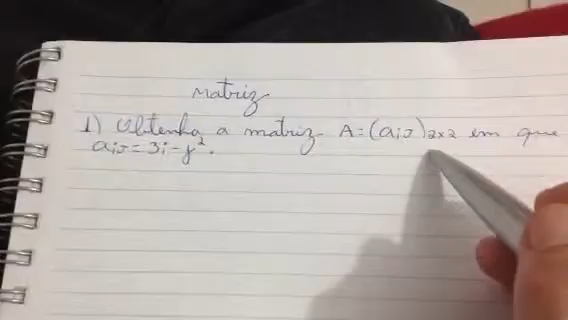 Matriz
1) Obtenha a matriz A=(aij)2x2 em que
aij=3i-j².